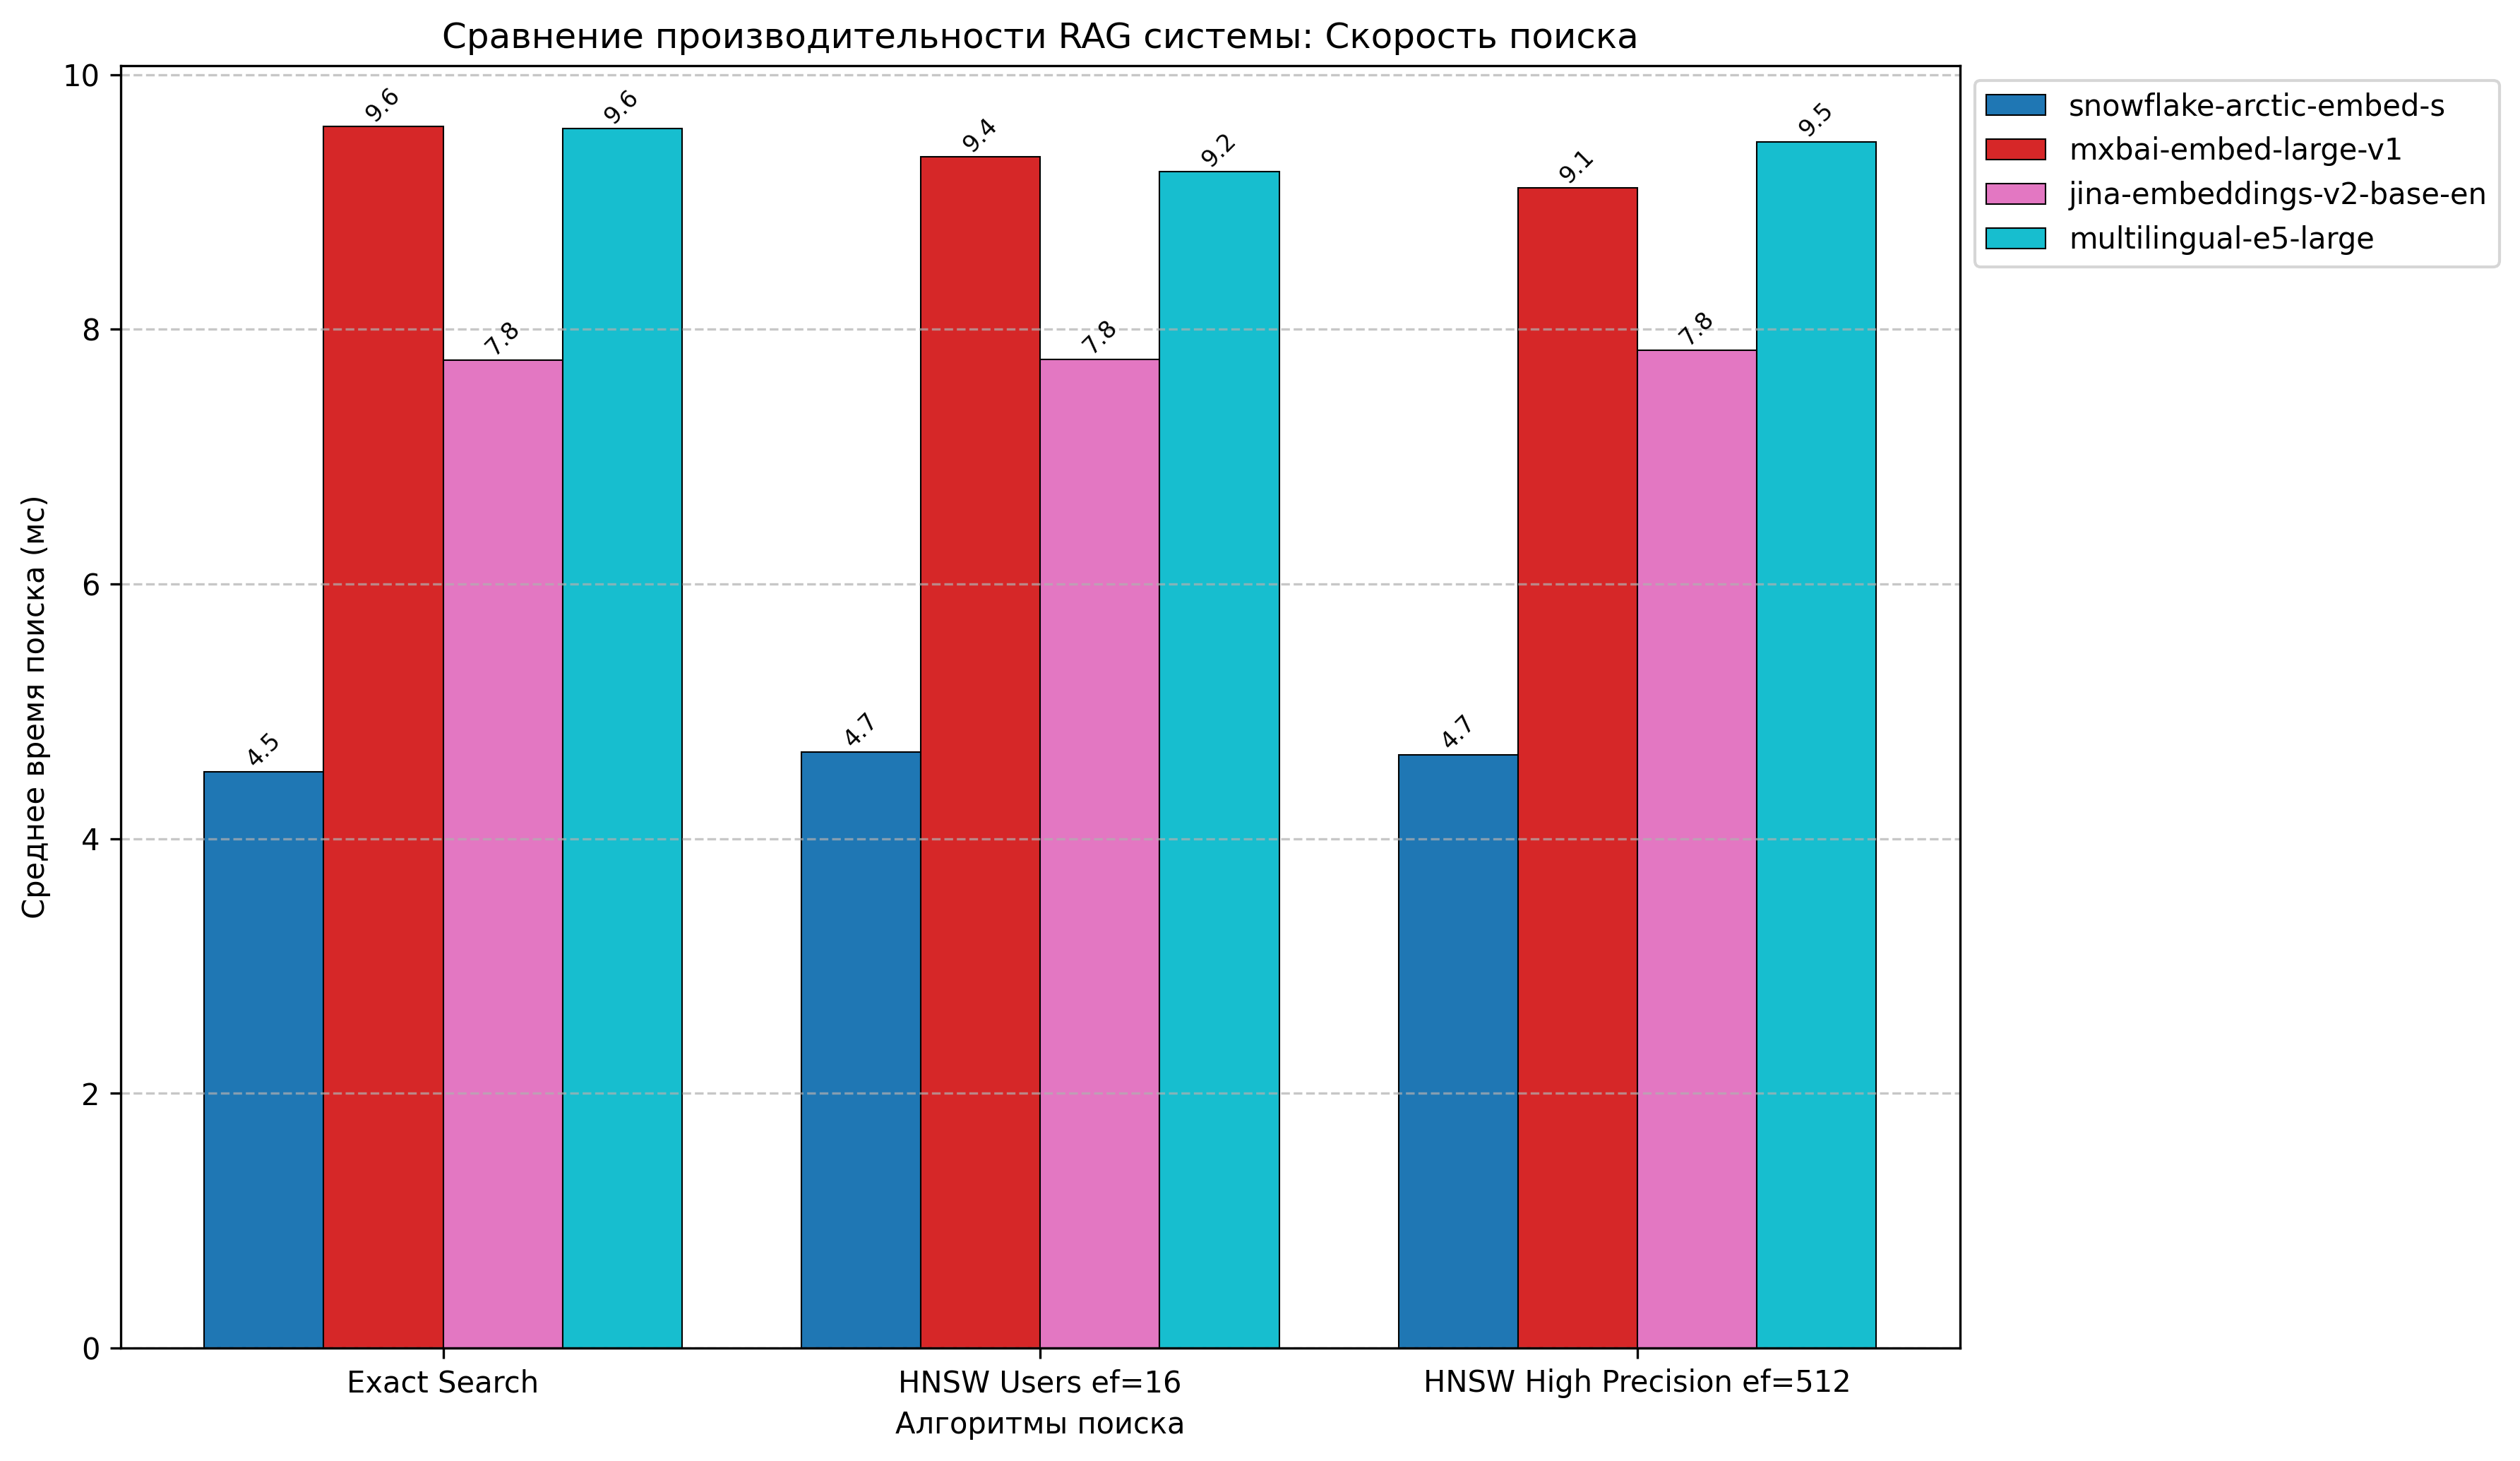 Сравнение производительности RAG системы: Скорость поиска
10
8
6
4
2
0
Среднее время поиска (мс)
4.5
9.6
7.8
9.6
4.7
9.4
7.8
9.2
4.7
9.1
7.8
9.5
Exact Search
HNSW Users ef=16
HNSW High Precision ef=512
Алгоритмы поиска
snowflake-arctic-embed-s
mxbai-embed-large-v1
jina-embeddings-v2-base-en
multilingual-e5-large